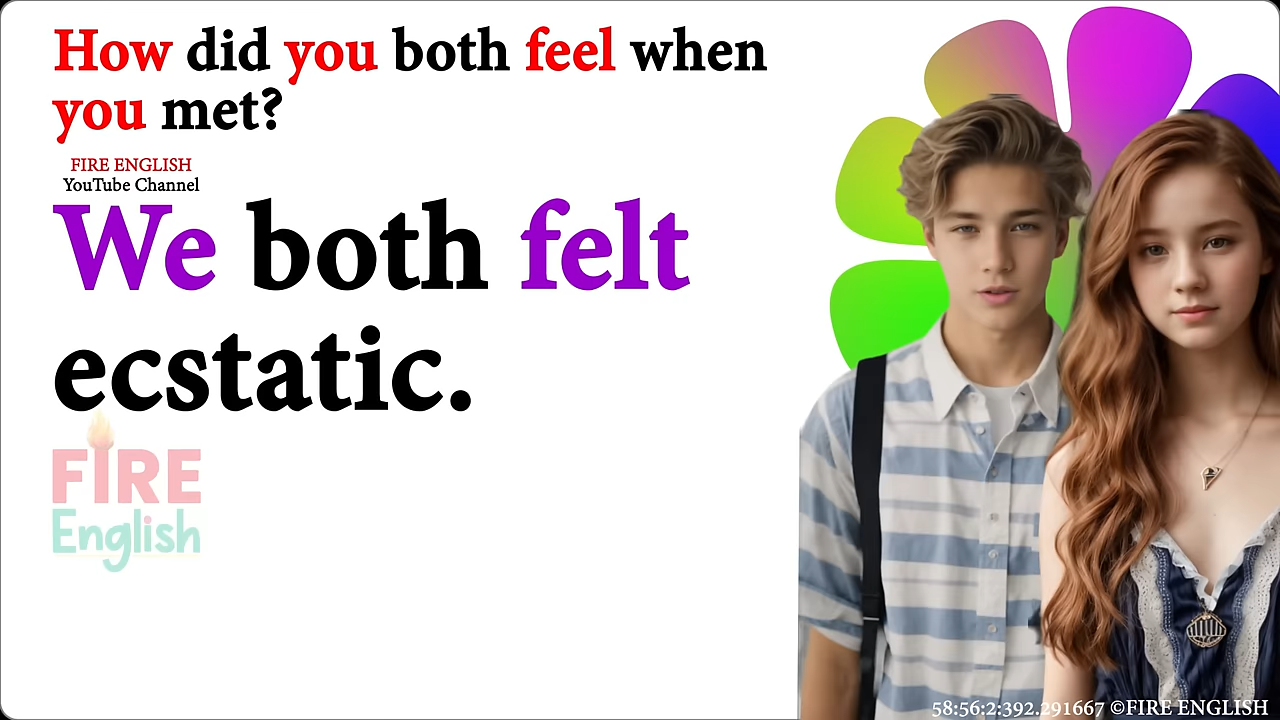 How did you both feel when
you met?
FIRE ENGLISH
YouTube Channel
We both felt
ecstatic.
FIRE
English
58:56:2:392.291667 ©FIRE ENGLISH